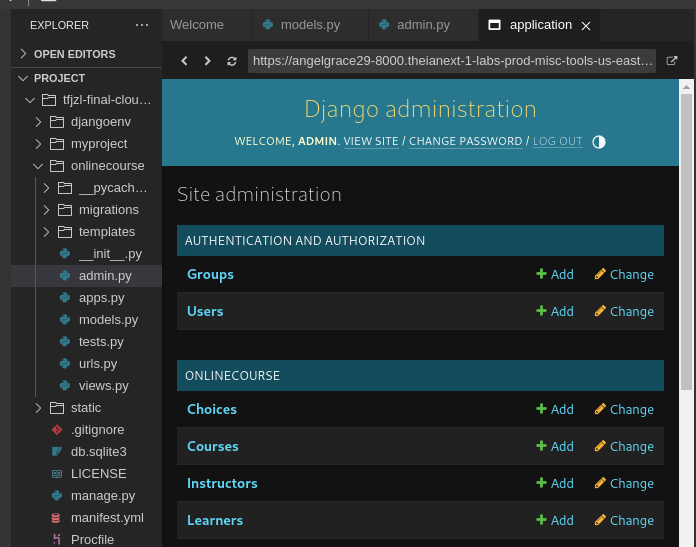 EXPLORER ...
Welcome models.py admin.py application
OPEN EDITORS
PROJECT
https://angelgrace29-8000.theianext-1-labs-prod-misc-tools-us-east...
tfjzl-final-clou...
djangoenv
myproject
onlinecourse
__pycach...
migrations
templates
__init__.py
admin.py
apps.py
models.py
tests.py
urls.py
views.py
static
.gitignore
db.sqlite3
LICENSE
manage.py
manifest.yml
Procfile
Django administration
WELCOME, ADMIN. VIEW SITE / CHANGE PASSWORD / LOG OUT
Site administration
AUTHENTICATION AND AUTHORIZATION
Groups Add Change
Users Add Change
ONLINECOURSE
Choices Add Change
Courses Add Change
Instructors Add Change
Learners Add Change